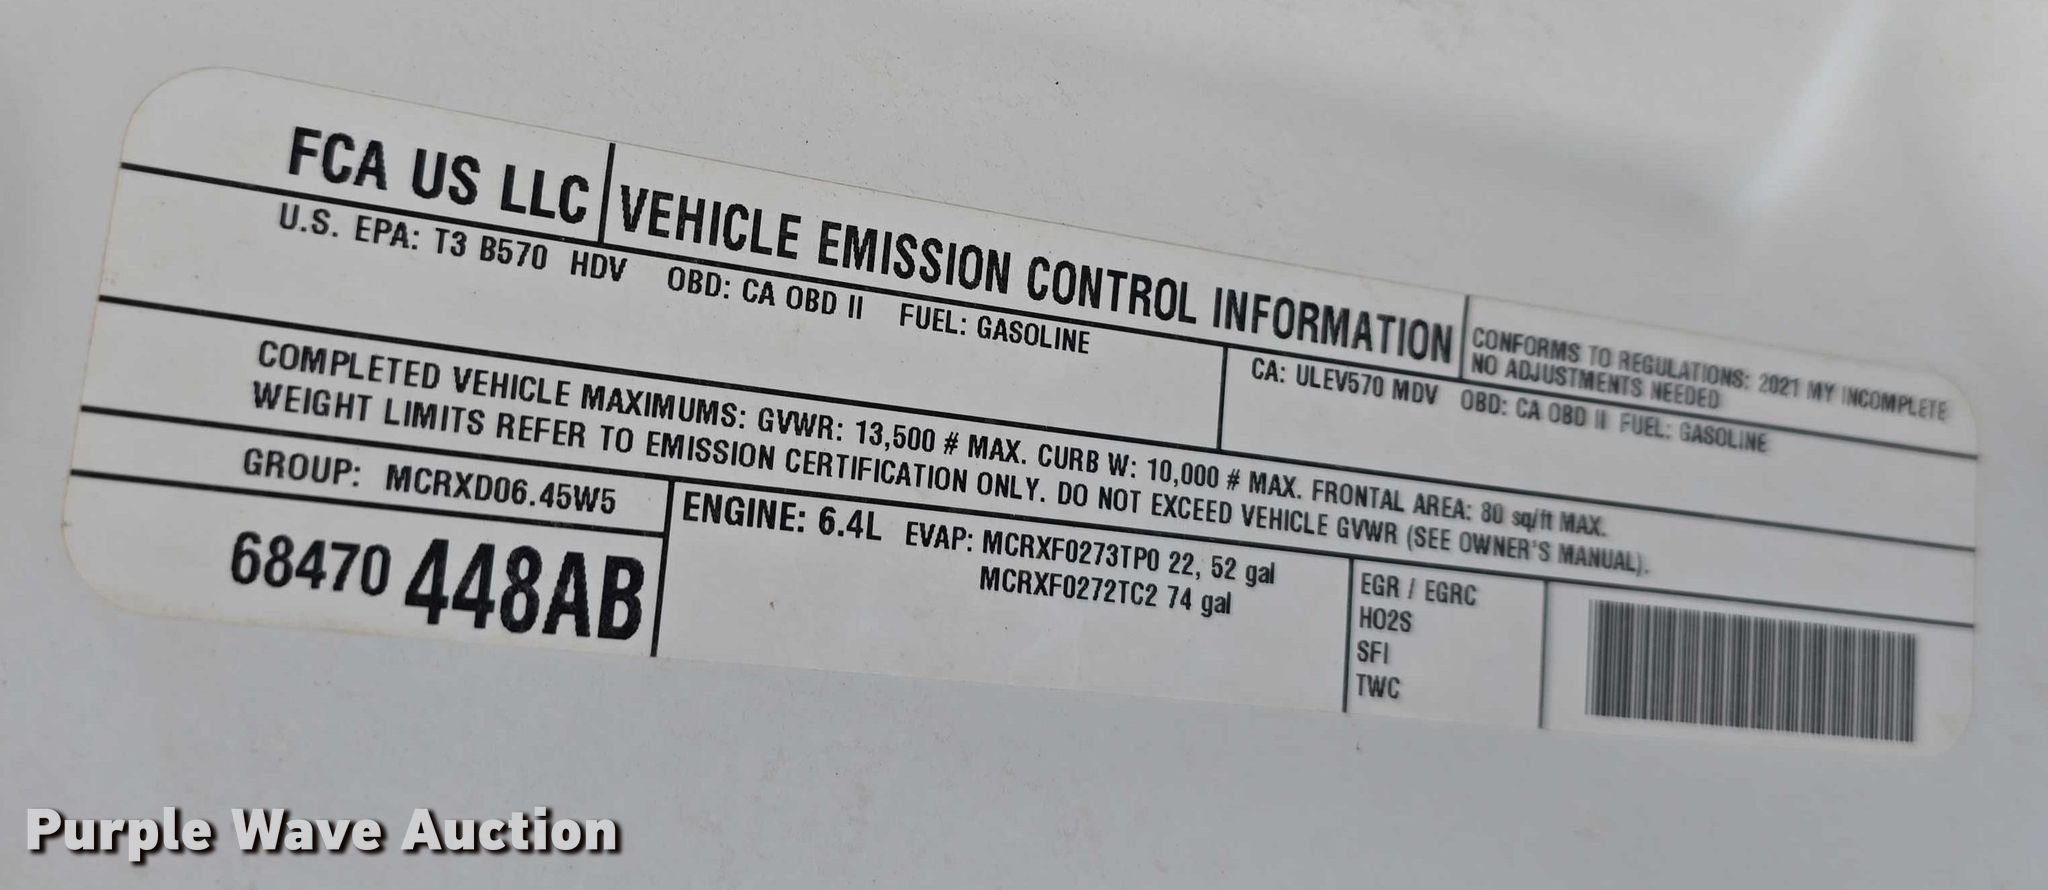 FCA US LLC
VEHICLE EMISSION CONTROL INFORMATION
CONFORMS TO REGULATIONS: 2021 MY INCOMPLETE
NO ADJUSTMENTS NEEDED
U.S. EPA: T3 B570 HDV OBD: CA OBD II FUEL: GASOLINE
CA: ULEV570 MDV OBD: CA OBD II FUEL: GASOLINE
COMPLETED VEHICLE MAXIMUMS: GVWR: 13,500 # MAX. CURB W: 10,000 # MAX. FRONTAL AREA: 80 sq/ft MAX.
WEIGHT LIMITS REFER TO EMISSION CERTIFICATION ONLY. DO NOT EXCEED VEHICLE GVWR (SEE OWNER'S MANUAL).
GROUP: MCRXD06.45W5
68470 448AB
ENGINE: 6.4L EVAP: MCRXF0273TP0 22, 52 gal
MCRXF0272TC2 74 gal
EGR / EGRC
HO2S
SFI
TWC
Purple Wave Auction